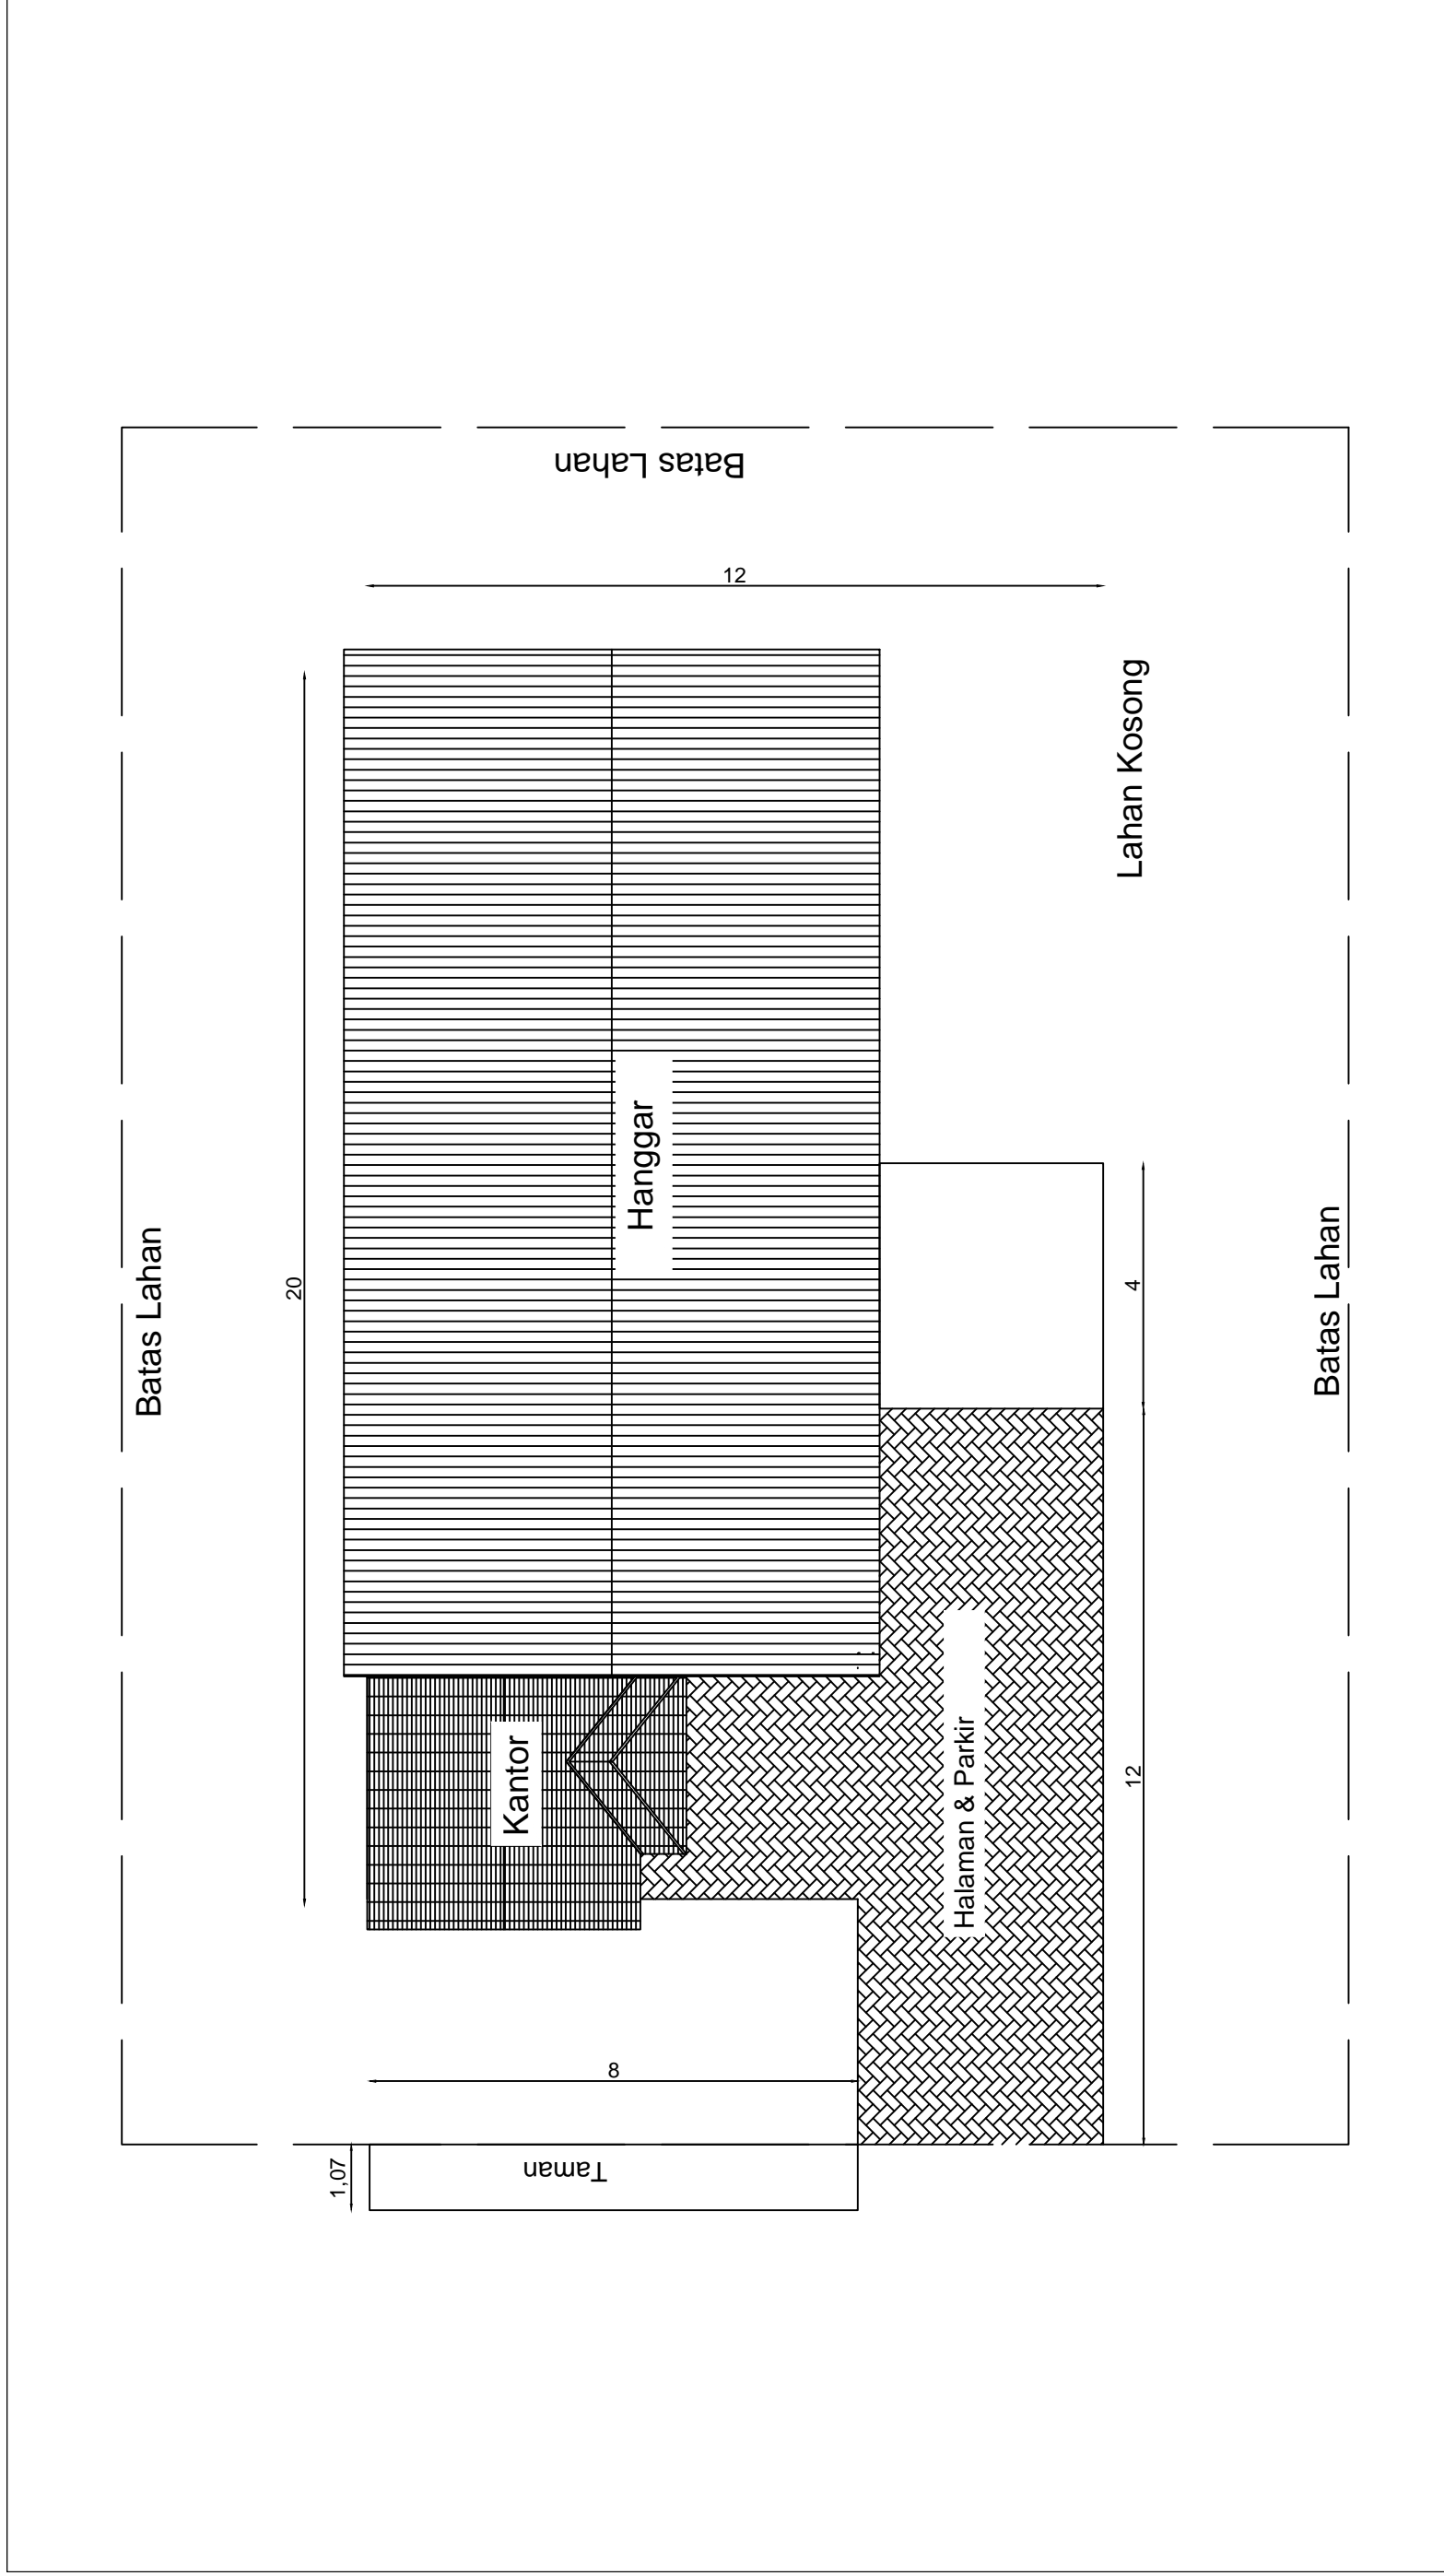 Batas Lahan
12
20
Batas Lahan
Hanggar
Lahan Kosong
4
Batas Lahan
Kantor
Halaman & Parkir
12
8
1,07
Taman